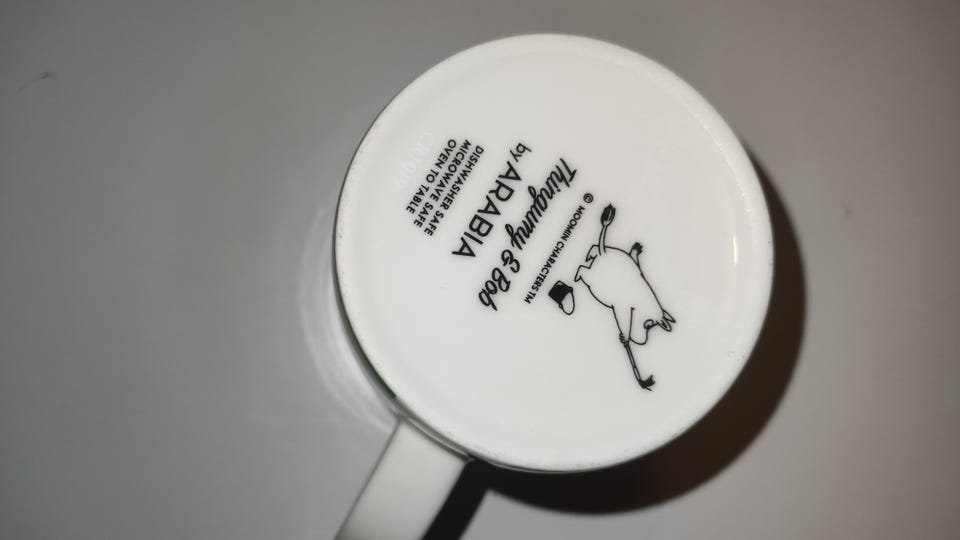 © MOOMIN CHARACTERS TM
Thingumy & Bob
by ARABIA
DISHWASHER SAFE
MICROWAVE SAFE
OVEN TO TABLE